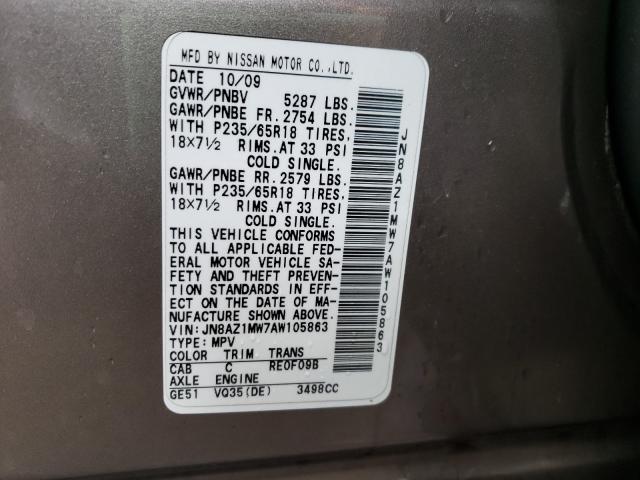 MFD BY NISSAN MOTOR CO.,LTD.
DATE 10/09
GVWR/PNBV 5287 LBS.
GAWR/PNBE FR. 2754 LBS.
WITH P235/65R18 TIRES,
18X7½ RIMS. AT 33 PSI
COLD SINGLE.
GAWR/PNBE RR. 2579 LBS.
WITH P235/65R18 TIRES,
18X7½ RIMS. AT 33 PSI
COLD SINGLE.
THIS VEHICLE CONFORMS
TO ALL APPLICABLE FED-
ERAL MOTOR VEHICLE SA-
FETY AND THEFT PREVEN-
TION STANDARDS IN EFF-
ECT ON THE DATE OF MA-
NUFACTURE SHOWN ABOVE.
VIN: JN8AZ1MW7AW105863
TYPE: MPV
COLOR TRIM TRANS
CAB C RE0F09B
AXLE ENGINE
GE51 VQ35(DE) 3498CC
JN8AZ1MW7AW105863